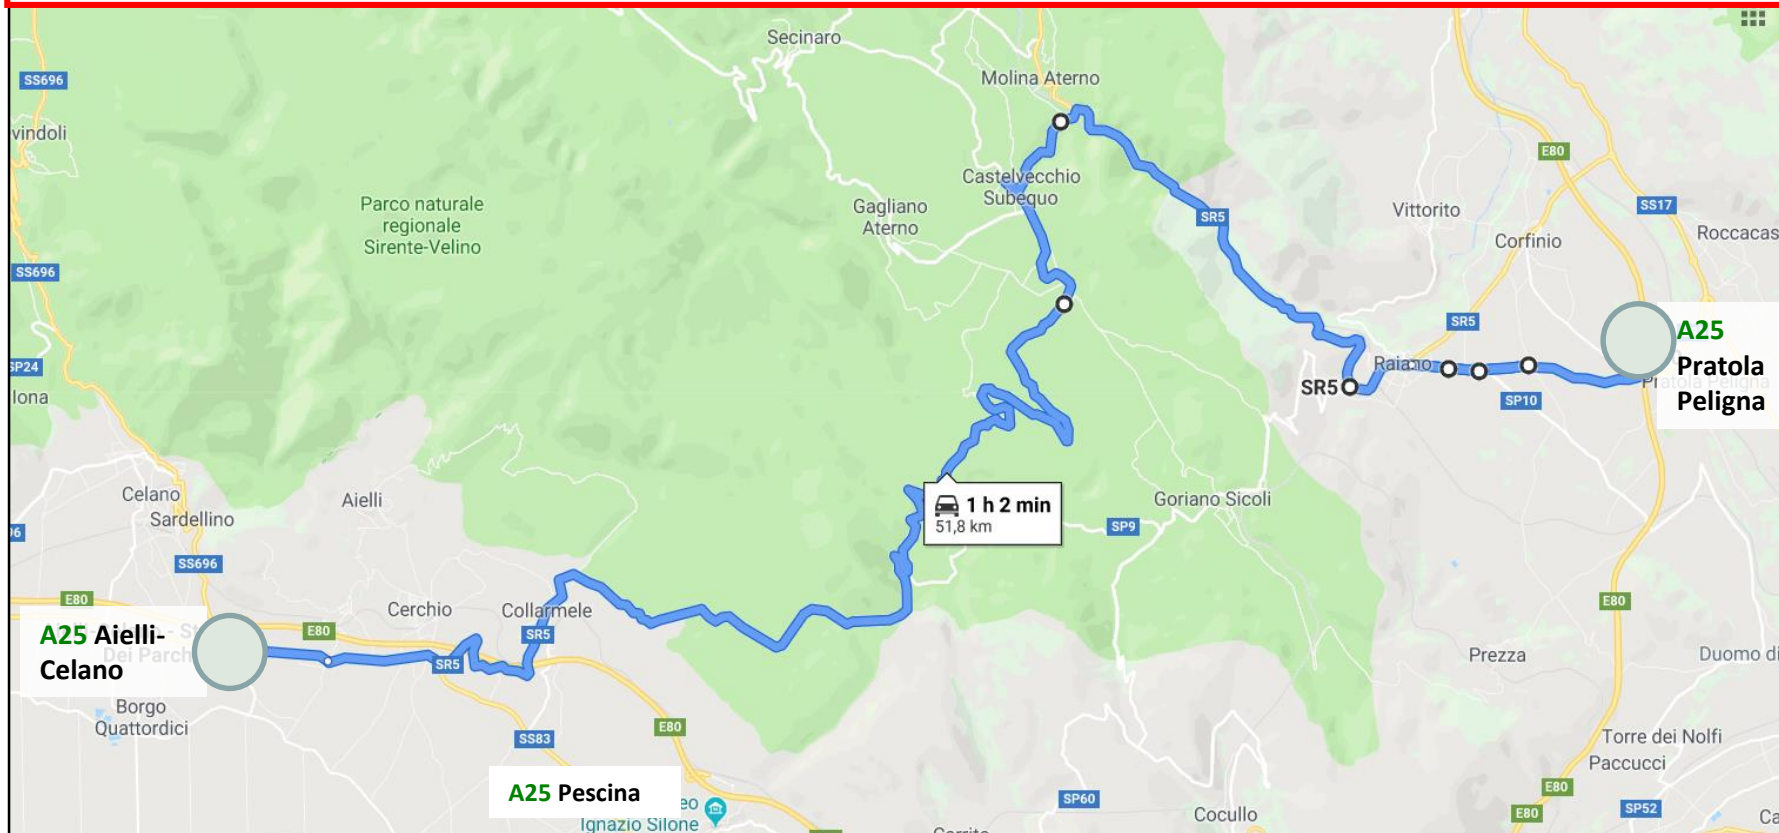 Secinaro
SS696
Molina Aterno
vindoli
E80
Castelvecchio
Subequo
Parco naturale
regionale
Sirente-Velino
Gagliano
Aterno
SR5
Vittorito
SS17
Corfinio
Roccacas
SS696
SR5
A25
Pratola
Peligna
SP24
lona
Raiano
SR5
SP10
Celano
Sardellino
Aielli
1 h 2 min
51,8 km
Goriano Sicoli
SP9
SS696
E80
E80
Cerchio
Collarmele
E80
A25 Aielli-
Celano
SR5
SR5
Prezza
Duomo di
Borgo
Quattordici
SS83
E80
Torre dei Nolfi
Paccucci
A25 Pescina
eo
Ignazio Silone
SP60
Cocullo
E80
E80
SP52